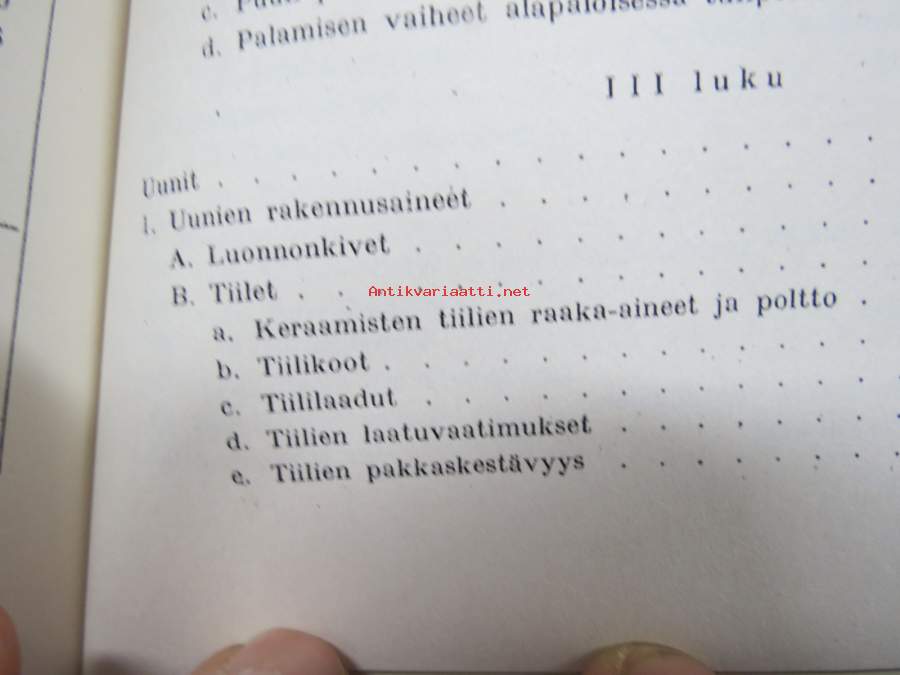 c.
d. Palamisen vaiheet alapaloisessa
III luku
Uunit . . . . . . . . . . . . . . . . . .
1. Uunien rakennusaineet . . . . . . . . . .
A. Luonnonkivet . . . . . . . . . . . .
B. Tiilet . . . . . . . . . . . . . . .
Antikvariaatti.net
a. Keraamisten tiilien raaka-aineet ja poltto .
b. Tiilikoot . . . . . . . . . . . . .
c. Tiililaadut . . . . . . . . . . . .
d. Tiilien laatuvaatimukset . . . . . . . .
e. Tiilien pakkaskestävyys . . . . . . . .